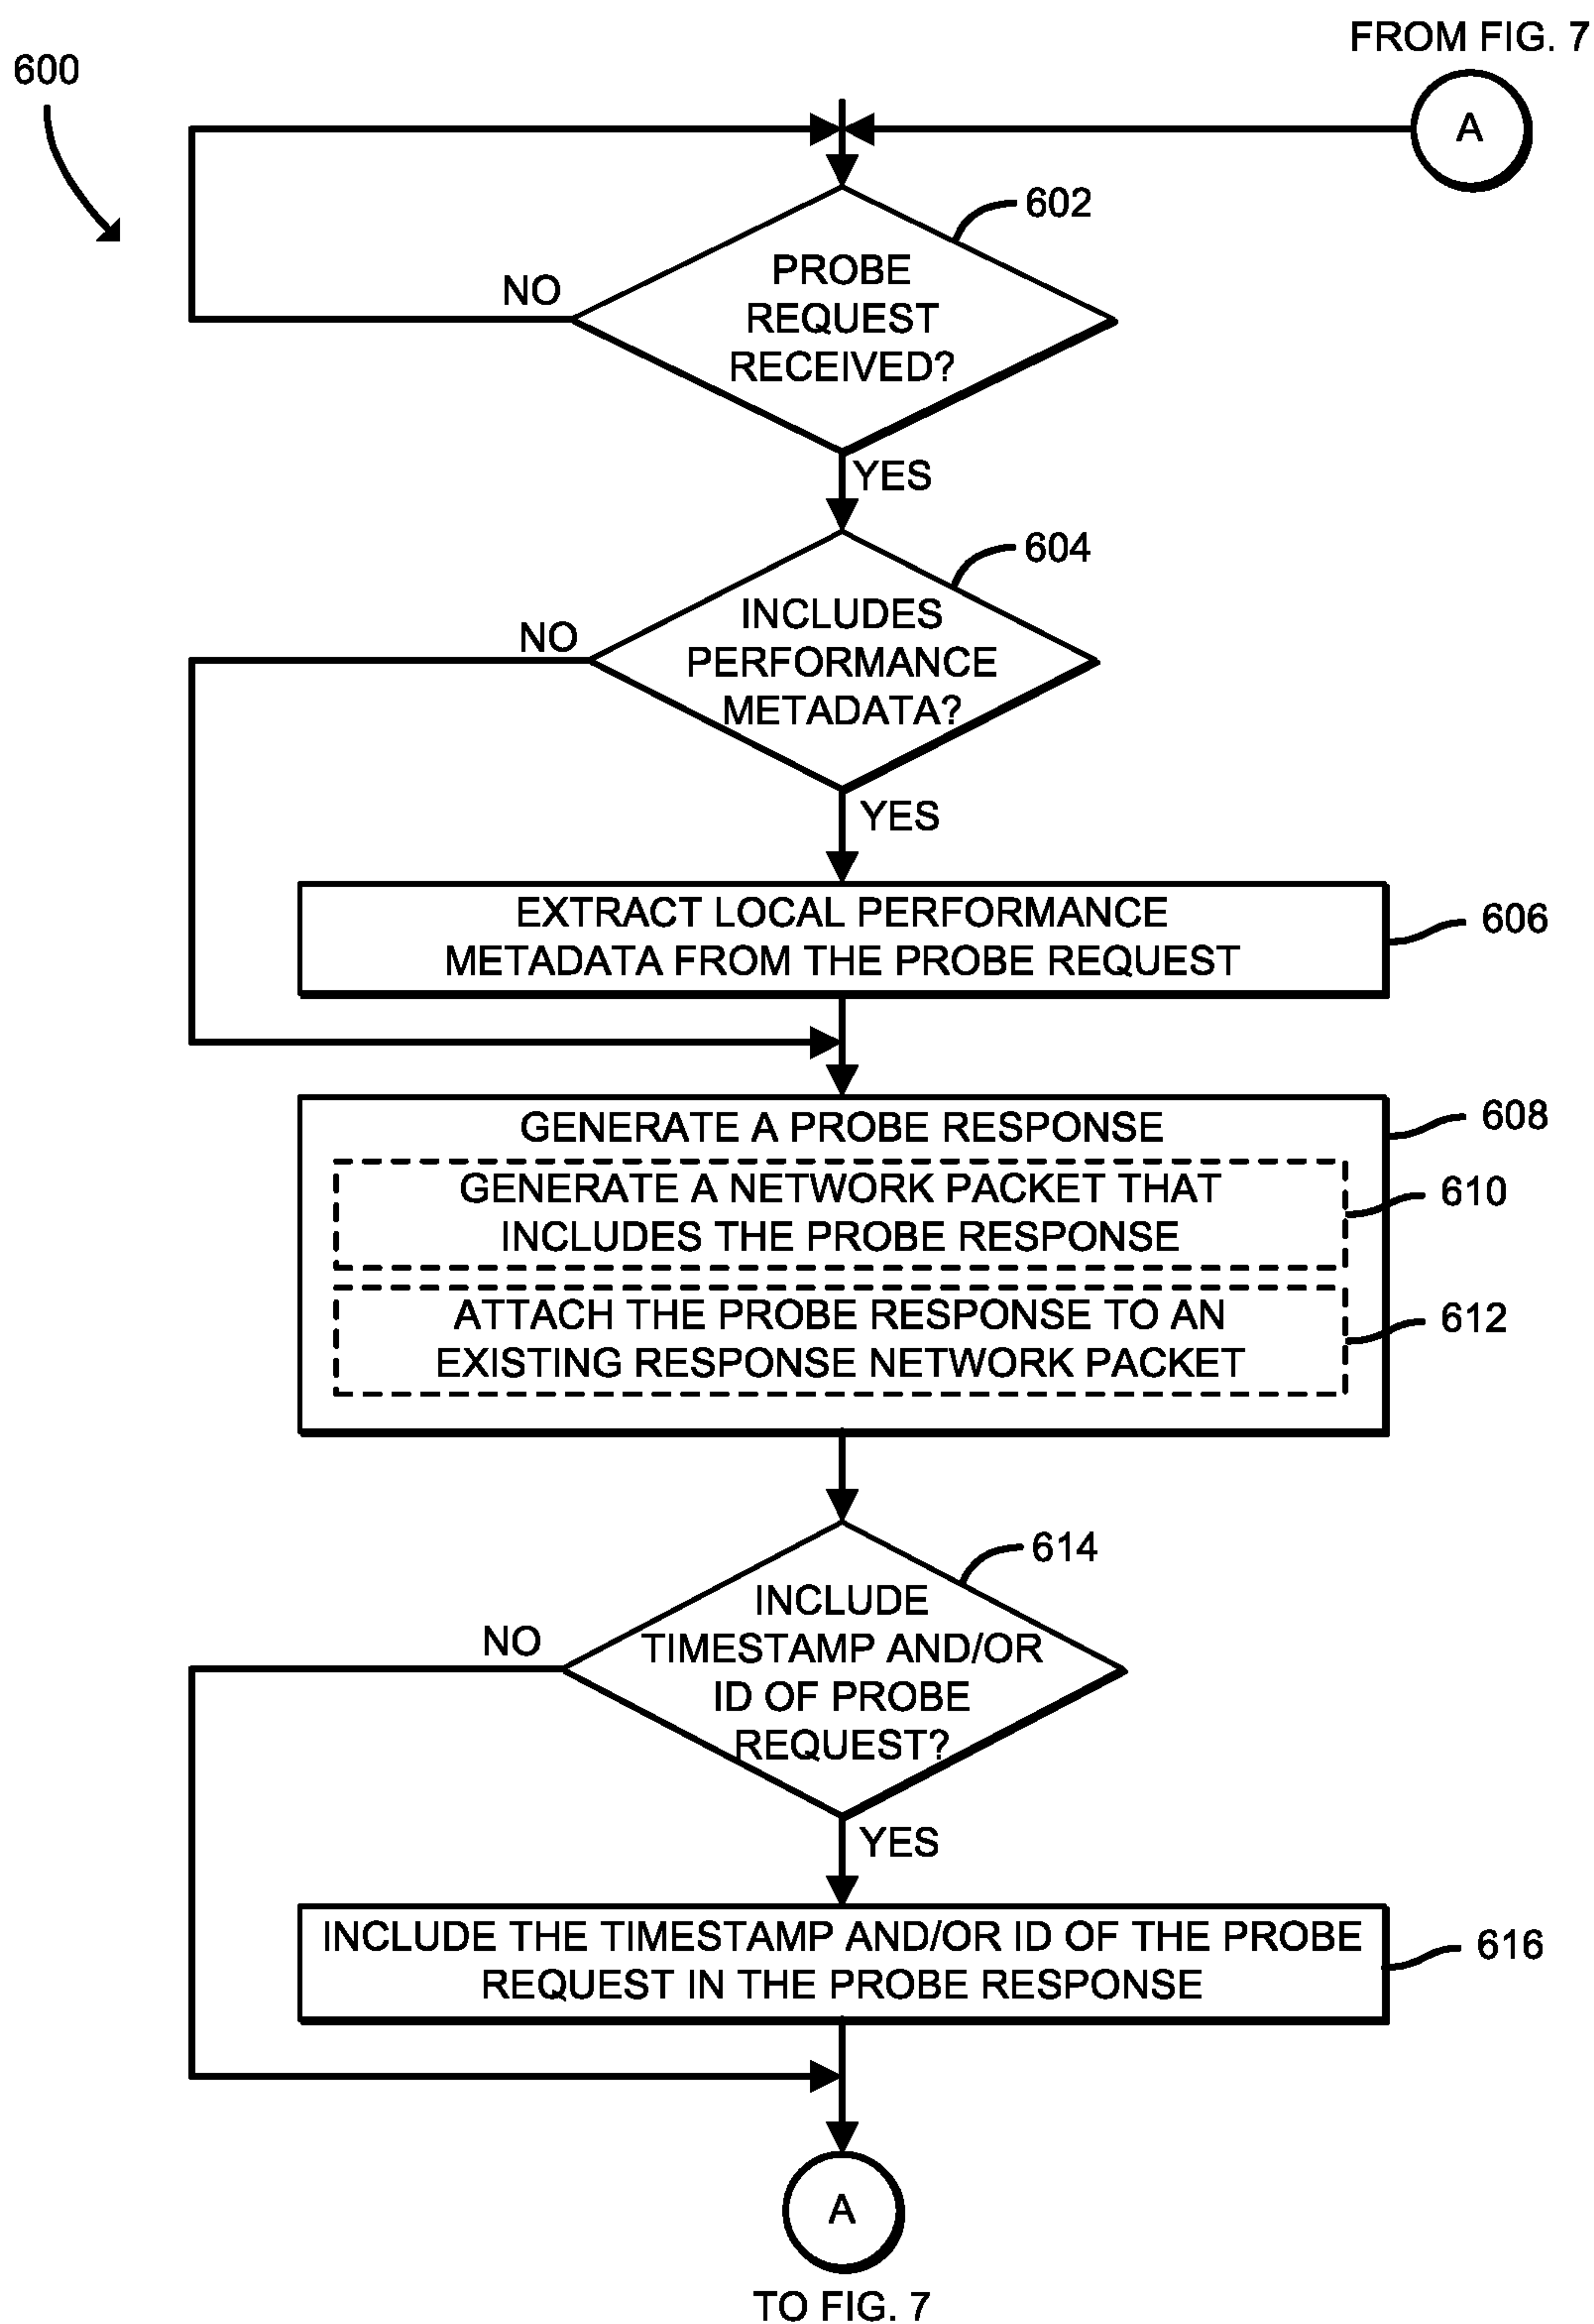 FROM FIG. 7
600
A
602
PROBE
REQUEST
RECEIVED?
NO
YES
604
INCLUDES
PERFORMANCE
METADATA?
NO
YES
EXTRACT LOCAL PERFORMANCE
METADATA FROM THE PROBE REQUEST
606
GENERATE A PROBE RESPONSE
608
GENERATE A NETWORK PACKET THAT
INCLUDES THE PROBE RESPONSE
610
ATTACH THE PROBE RESPONSE TO AN
EXISTING RESPONSE NETWORK PACKET
612
614
INCLUDE
TIMESTAMP AND/OR
ID OF PROBE
REQUEST?
NO
YES
INCLUDE THE TIMESTAMP AND/OR ID OF THE PROBE
REQUEST IN THE PROBE RESPONSE
616
A
TO FIG. 7